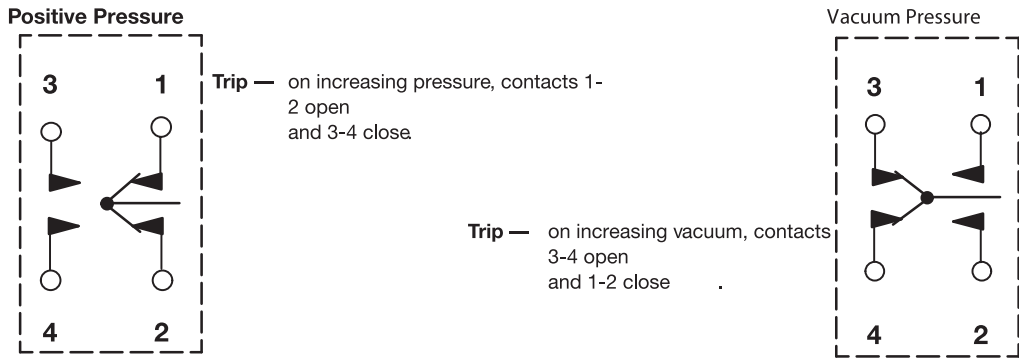 Positive Pressure
3 1
Trip — on increasing pressure, contacts 1-
2 open
and 3-4 close.
4 2
Vacuum Pressure
3 1
Trip — on increasing vacuum, contacts
3-4 open
and 1-2 close .
4 2